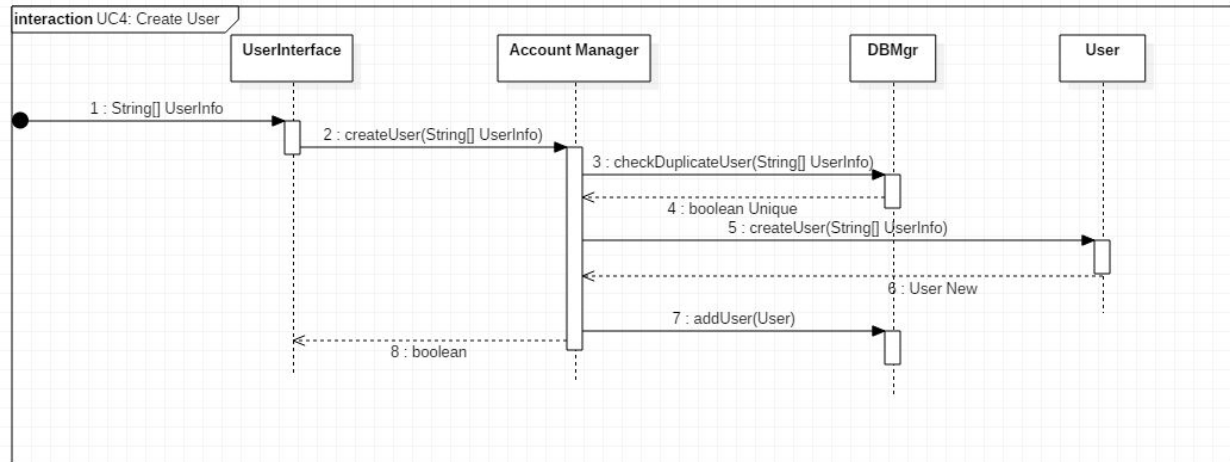 interaction UC4: Create User
UserInterface
Account Manager
DBMgr
User
1 : String[] UserInfo
2 : createUser(String[] UserInfo)
3 : checkDuplicateUser(String[] UserInfo)
4 : boolean Unique
5 : createUser(String[] UserInfo)
6 : User New
7 : addUser(User)
8 : boolean